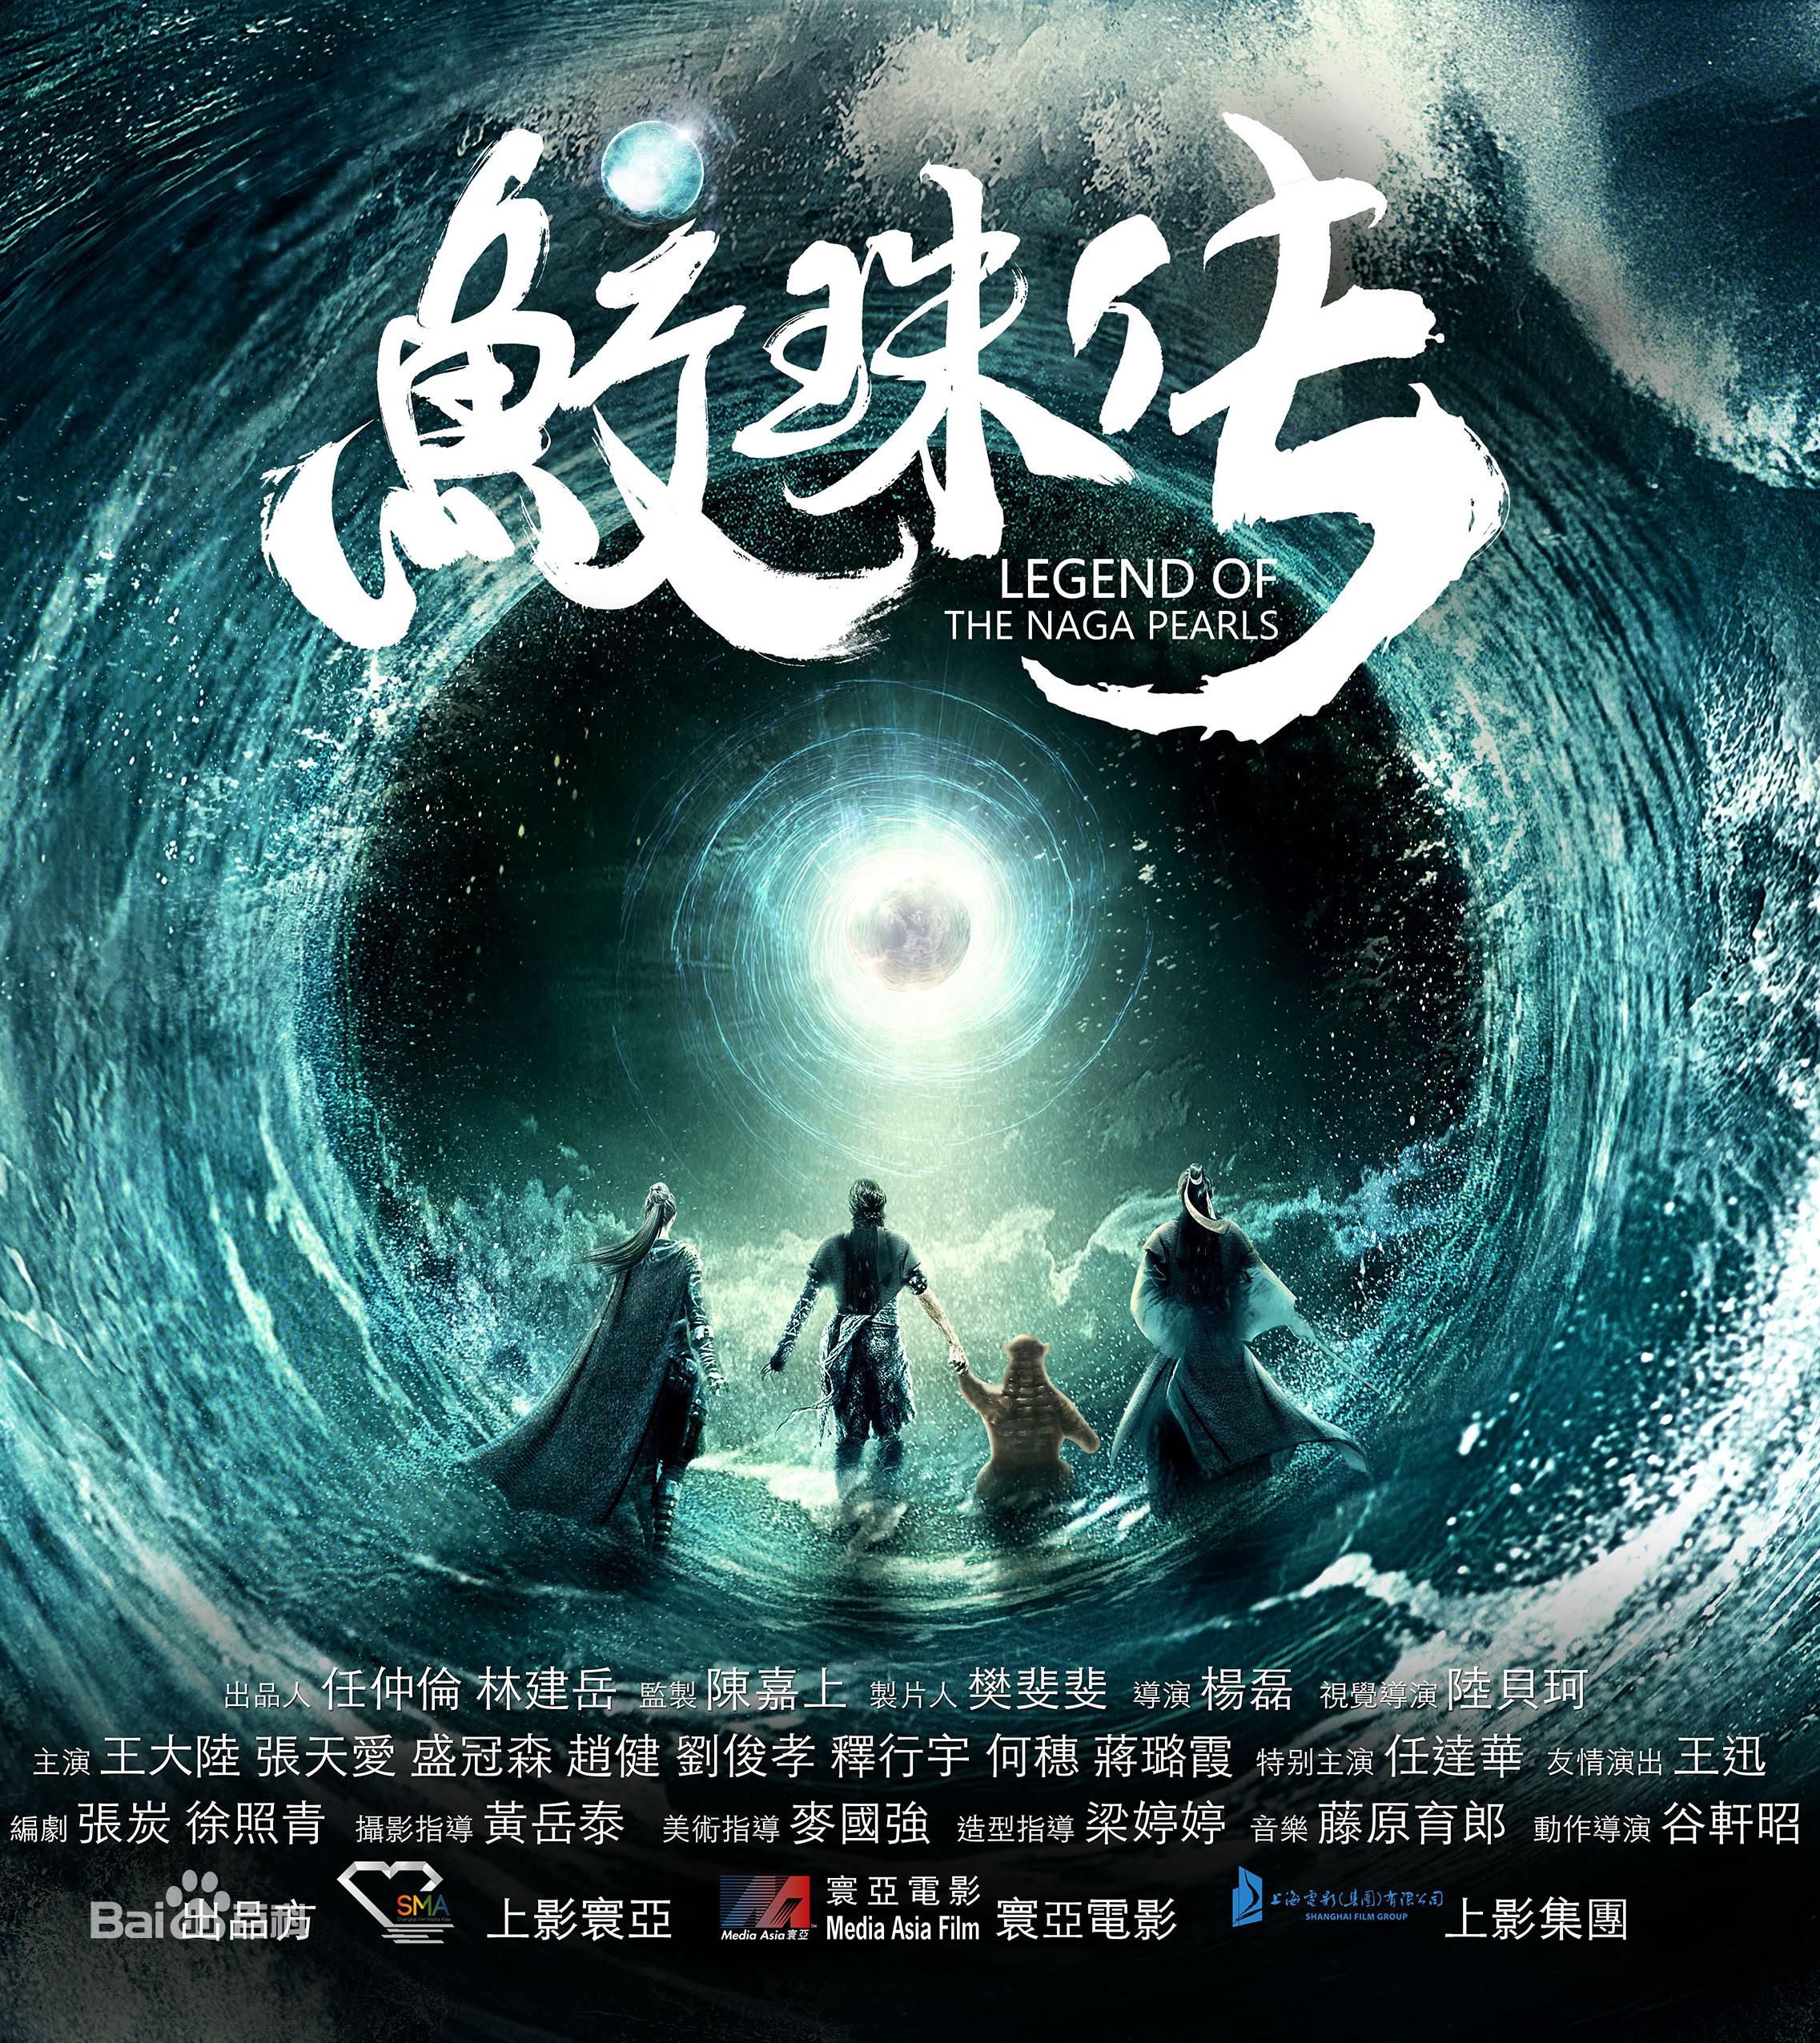 鮫珠传
LEGEND OF
THE NAGA PEARLS
出品人 任仲倫 林建岳 監製 陳嘉上 製片人 樊斐斐 導演 楊磊 視覺導演 陸貝珂
主演 王大陸 張天愛 盛冠森 趙健 劉俊孝 釋行宇 何穗 蔣璐霞 特别主演 任達華 友情演出 王迅
編劇 張炭 徐照青 攝影指導 黃岳泰 美術指導 麥國強 造型指導 梁婷婷 音樂 藤原育郎 動作導演 谷軒昭
Bai 百科 出品方 SMA 上影寰亞 Media Asia 寰亞 寰亞電影 Media Asia Film 寰亞電影 上海電影(集團)有限公司 SHANGHAI FILM GROUP 上影集團